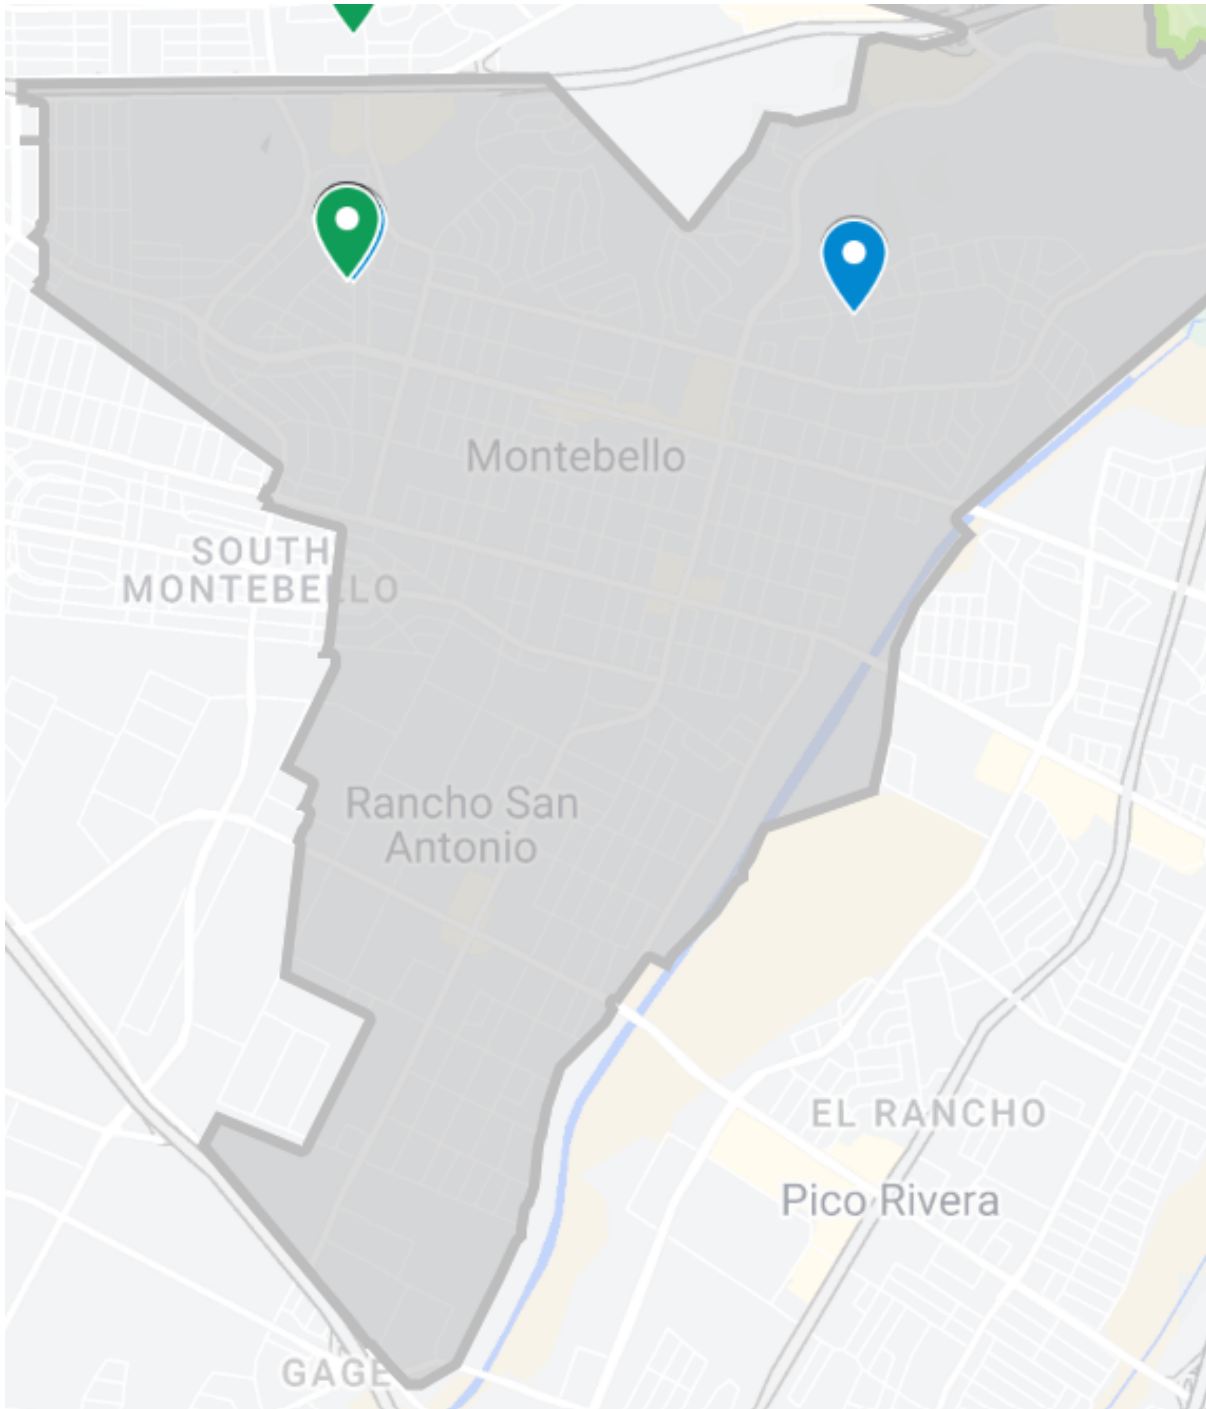 Montebello
SOUTH
MONTEBELLO
Rancho San
Antonio
EL RANCHO
Pico Rivera
GAGE